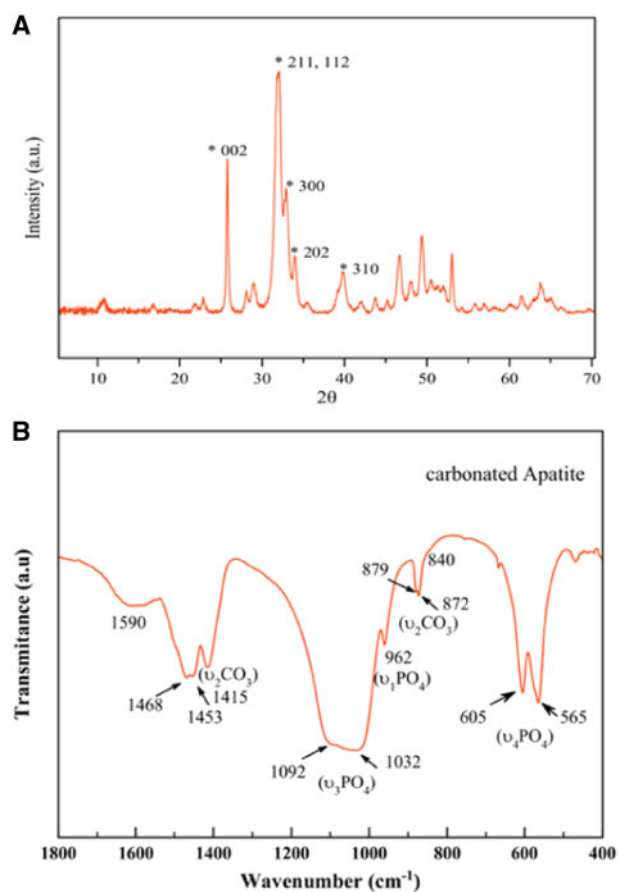 A
* 211, 112
* 002
* 300
* 202
* 310
Intensity (a.u.)
10 20 30 40 50 60 70
2θ
B
carbonated Apatite
Transmitance (a.u)
1590
1468
1453
1415
(υ2CO3)
1092
1032
(υ3PO4)
962
(υ1PO4)
879
872
840
(υ2CO3)
605
565
(υ4PO4)
1800 1600 1400 1200 1000 800 600 400
Wavenumber (cm-1)